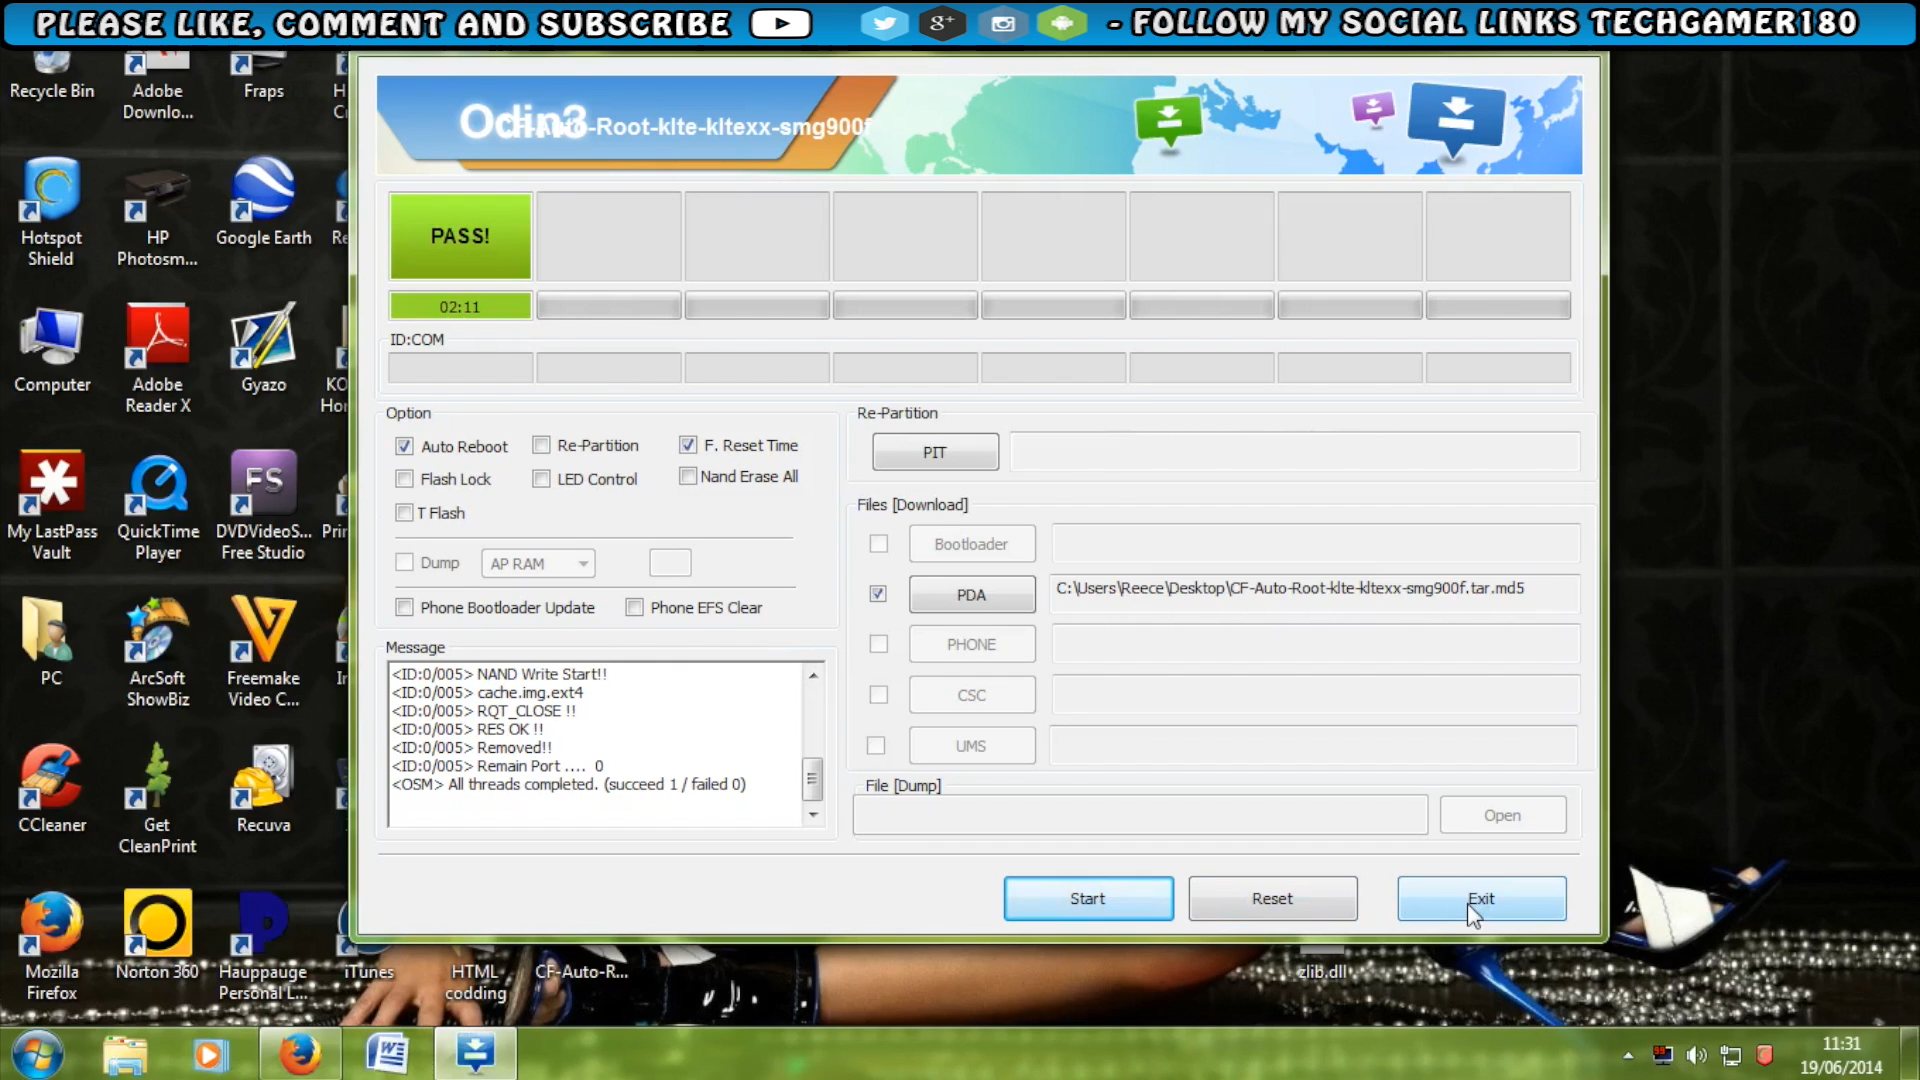 PLEASE LIKE, COMMENT AND SUBSCRIBE
- FOLLOW MY SOCIAL LINKS TECHGAMER180
Recycle Bin
Adobe Downlo...
Fraps
Hotspot Shield
HP Photosm...
Google Earth
Computer
Adobe Reader X
Gyazo
My LastPass Vault
QuickTime Player
FS
DVDVideoS... Free Studio
PC
ArcSoft ShowBiz
Freemake Video C...
CCleaner
Get CleanPrint
Recuva
Mozilla Firefox
Norton 360
Hauppauge Personal L...
iTunes
HTML codding
CF-Auto-R...
zlib.dll
Odin3
CF-Auto-Root-klte-kltexx-smg900f
PASS!
02:11
ID:COM
Option
Auto Reboot
Re-Partition
F. Reset Time
Flash Lock
LED Control
Nand Erase All
T Flash
Dump
AP RAM
Phone Bootloader Update
Phone EFS Clear
Message
<ID:0/005> NAND Write Start!!
<ID:0/005> cache.img.ext4
<ID:0/005> RQT_CLOSE !!
<ID:0/005> RES OK !!
<ID:0/005> Removed!!
<ID:0/005> Remain Port .... 0
<OSM> All threads completed. (succeed 1 / failed 0)
Re-Partition
PIT
Files [Download]
Bootloader
PDA
C:\Users\Reece\Desktop\CF-Auto-Root-klte-kltexx-smg900f.tar.md5
PHONE
CSC
UMS
File [Dump]
Open
Start
Reset
Exit
11:31
19/06/2014